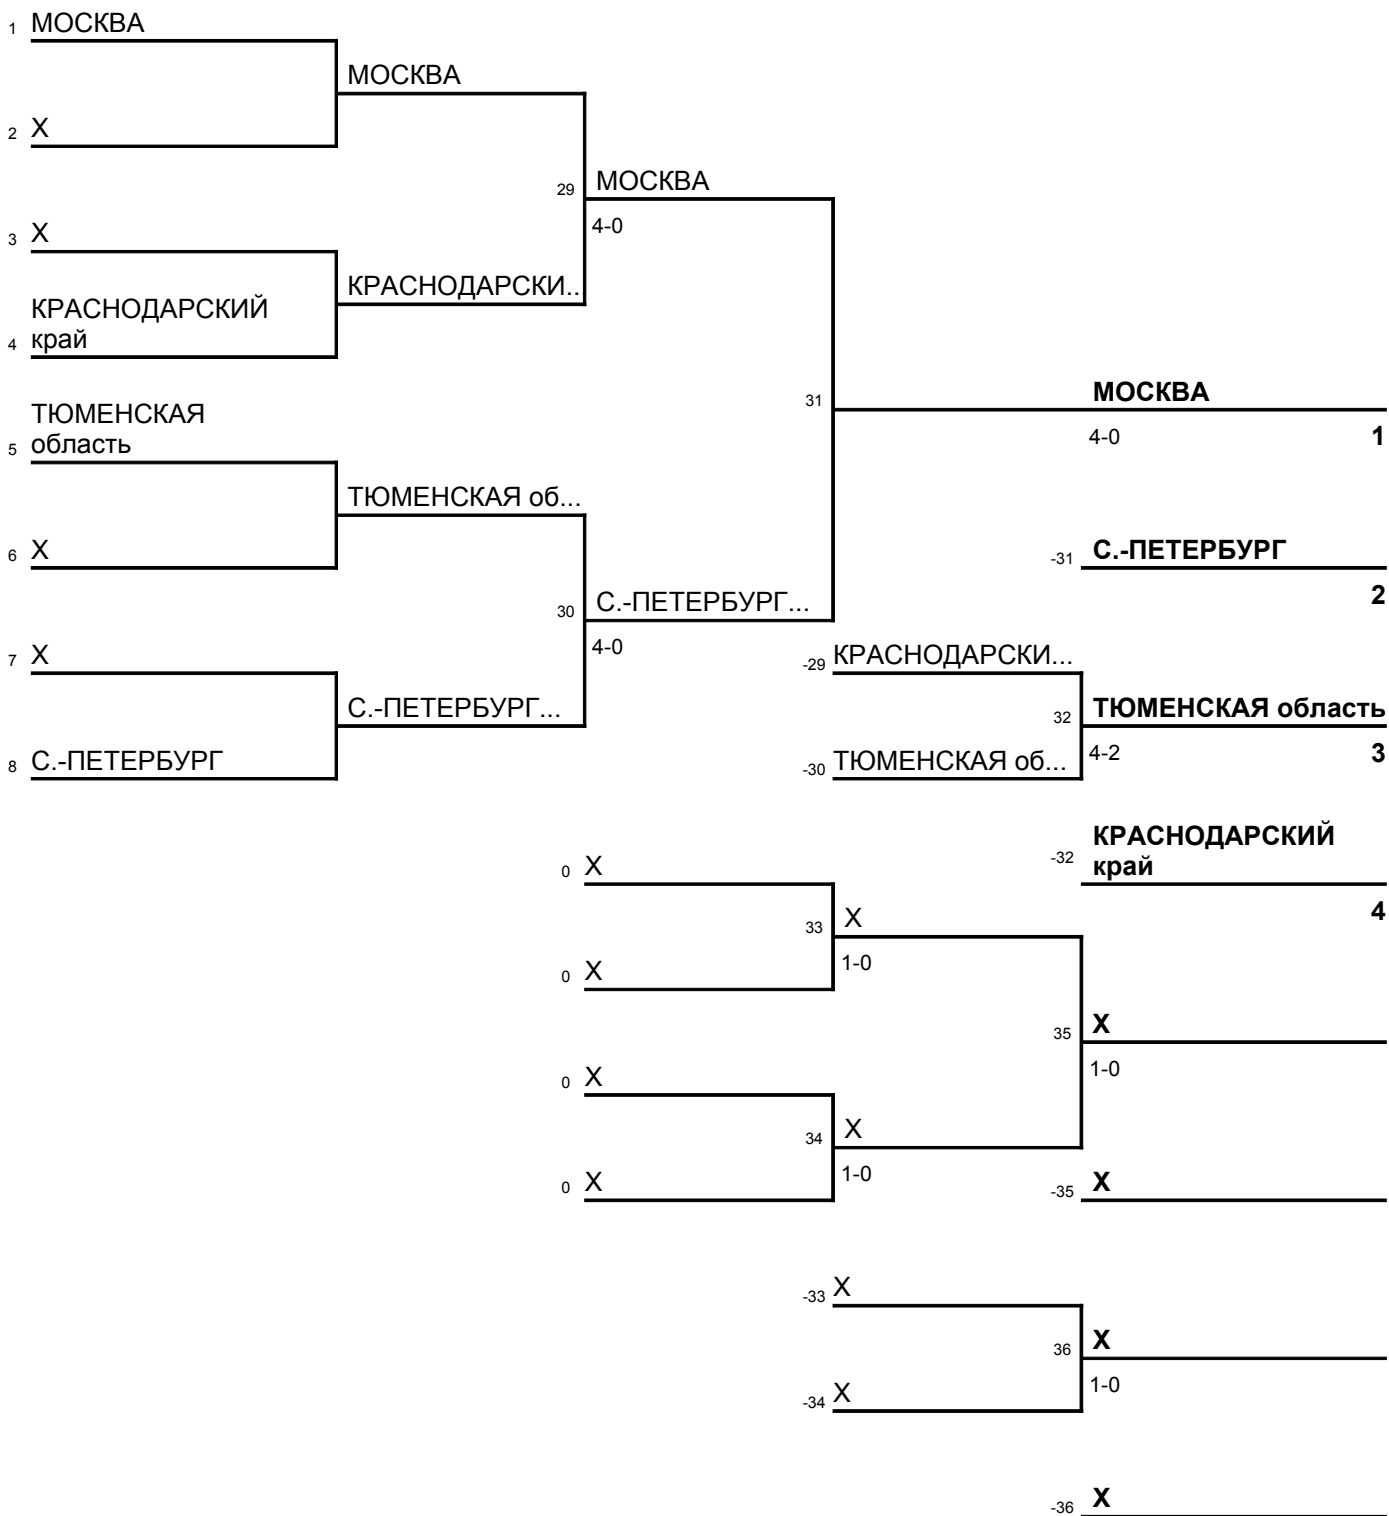 1 МОСКВА
МОСКВА
2 X
29 МОСКВА
4-0
3 X
КРАСНОДАРСКИ...
КРАСНОДАРСКИЙ
4 край
31 МОСКВА
4-0 1
ТЮМЕНСКАЯ
5 область
ТЮМЕНСКАЯ об...
6 X
-31 С.-ПЕТЕРБУРГ
2
30 С.-ПЕТЕРБУРГ...
4-0
7 X
-29 КРАСНОДАРСКИ...
С.-ПЕТЕРБУРГ...
32 ТЮМЕНСКАЯ область
4-2 3
8 С.-ПЕТЕРБУРГ
-30 ТЮМЕНСКАЯ об...
КРАСНОДАРСКИЙ
-32 край
4
0 X
33 X
1-0
0 X
35 X
1-0
0 X
34 X
1-0
0 X
-35 X
-33 X
36 X
1-0
-34 X
-36 X